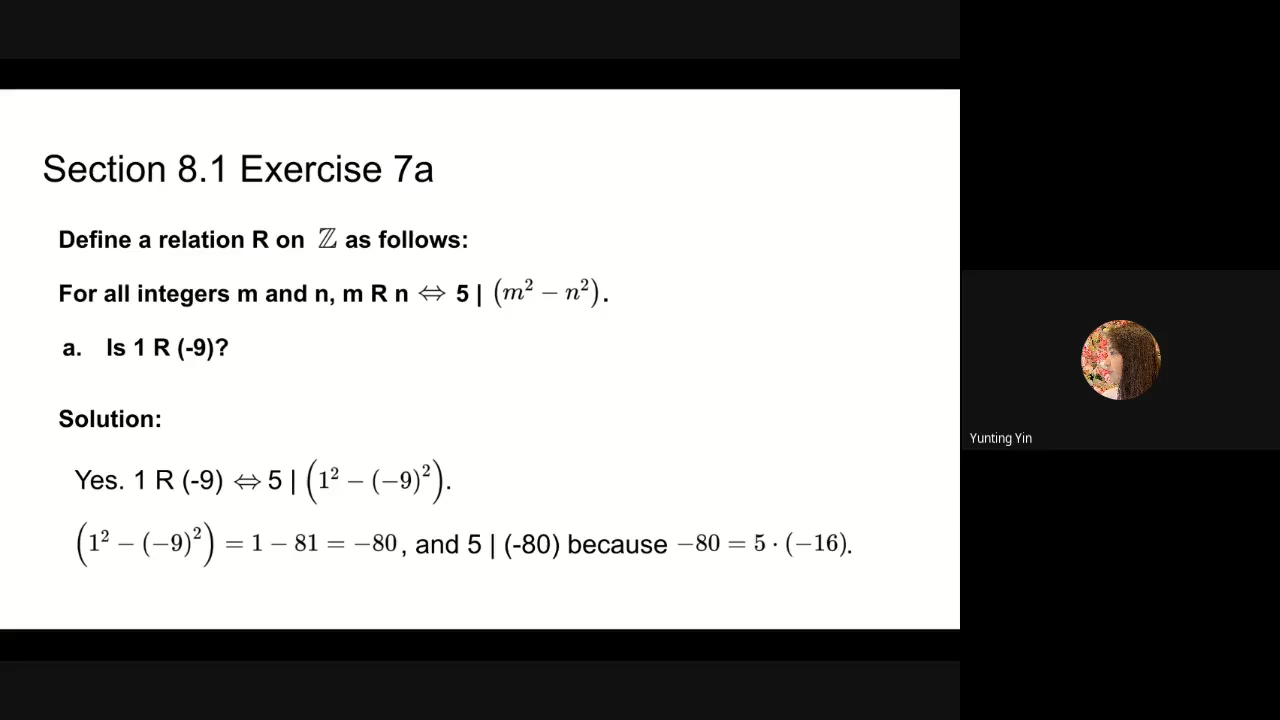 Section 8.1 Exercise 7a
Define a relation R on ℤ as follows:
For all integers m and n, m R n ⇔ 5 | (m² − n²).
a. Is 1 R (-9)?
Solution:
Yes. 1 R (-9) ⇔ 5 | (1² − (−9)²).
(1² − (−9)²) = 1 − 81 = −80, and 5 | (-80) because −80 = 5 · (−16).
Yunting Yin